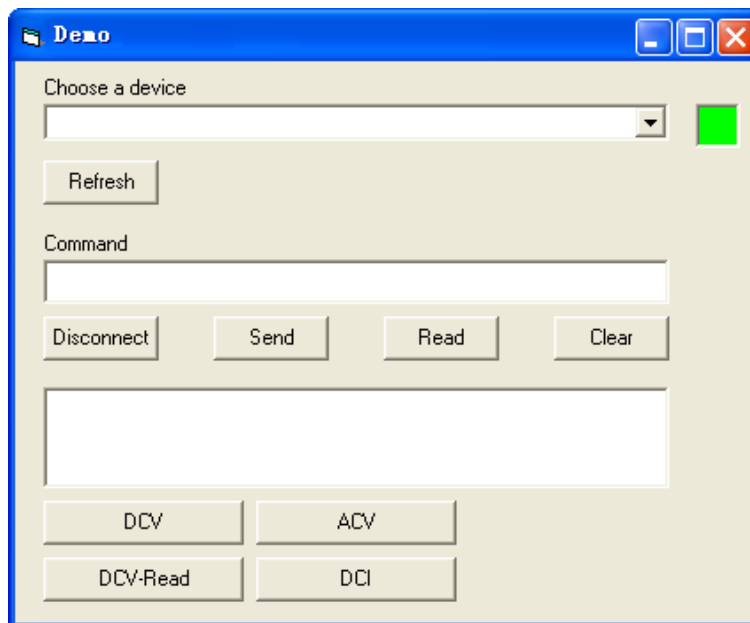 Demo
Choose a device
Refresh
Command
Disconnect Send Read Clear
DCV ACV
DCV-Read DCI